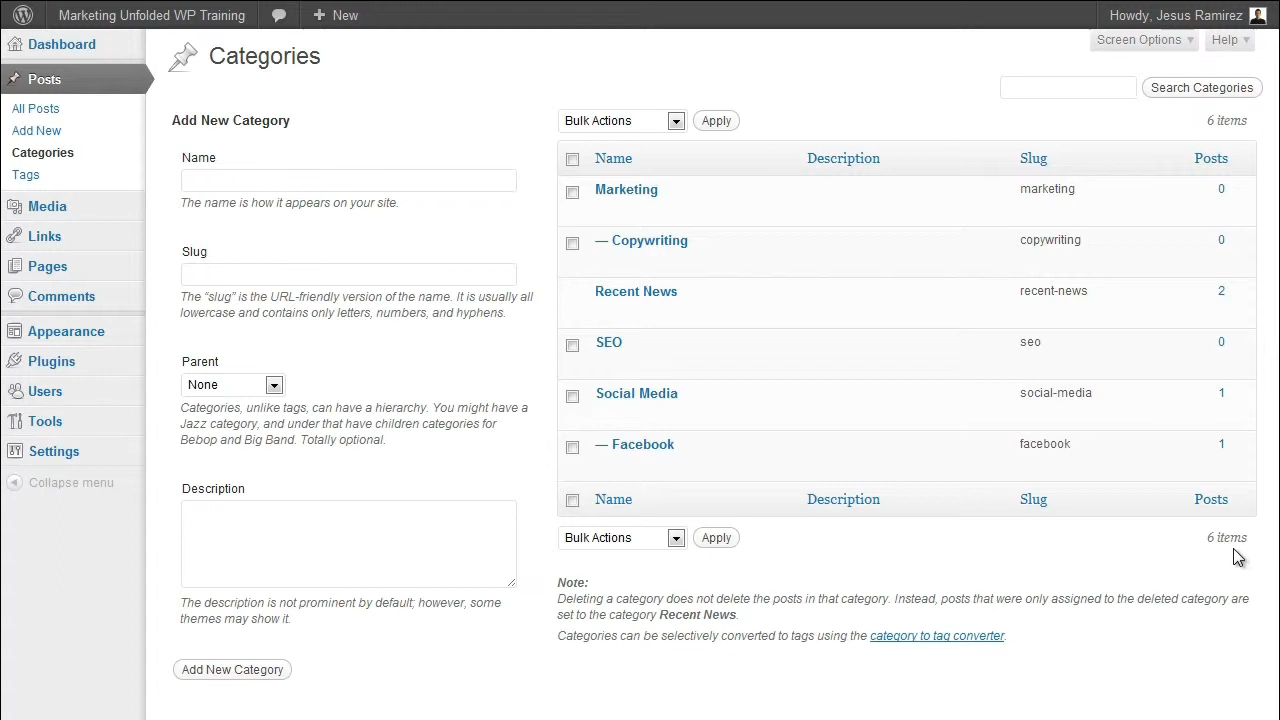 Marketing Unfolded WP Training
New
Howdy, Jesus Ramirez
Dashboard
Posts
All Posts
Add New
Categories
Tags
Media
Links
Pages
Comments
Appearance
Plugins
Users
Tools
Settings
Collapse menu
Screen Options
Help
Categories
Search Categories
Add New Category
Name
The name is how it appears on your site.
Slug
The “slug” is the URL-friendly version of the name. It is usually all
lowercase and contains only letters, numbers, and hyphens.
Parent
None
Categories, unlike tags, can have a hierarchy. You might have a
Jazz category, and under that have children categories for
Bebop and Big Band. Totally optional.
Description
The description is not prominent by default; however, some
themes may show it.
Add New Category
Bulk Actions Apply 6 items
Name Description Slug Posts
Marketing marketing 0
— Copywriting copywriting 0
Recent News recent-news 2
SEO seo 0
Social Media social-media 1
— Facebook facebook 1
Name Description Slug Posts
Bulk Actions Apply 6 items
Note:
Deleting a category does not delete the posts in that category. Instead, posts that were only assigned to the deleted category are
set to the category Recent News.
Categories can be selectively converted to tags using the category to tag converter.